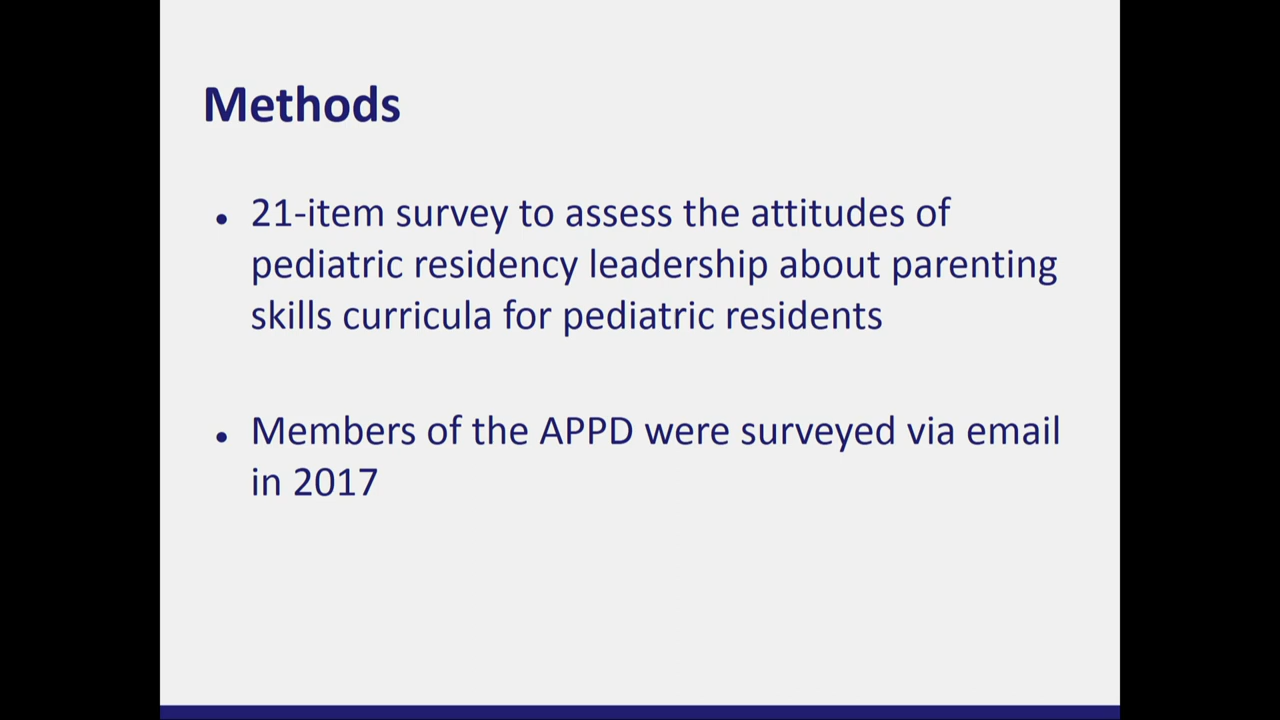 Methods
• 21-item survey to assess the attitudes of
pediatric residency leadership about parenting
skills curricula for pediatric residents
• Members of the APPD were surveyed via email
in 2017